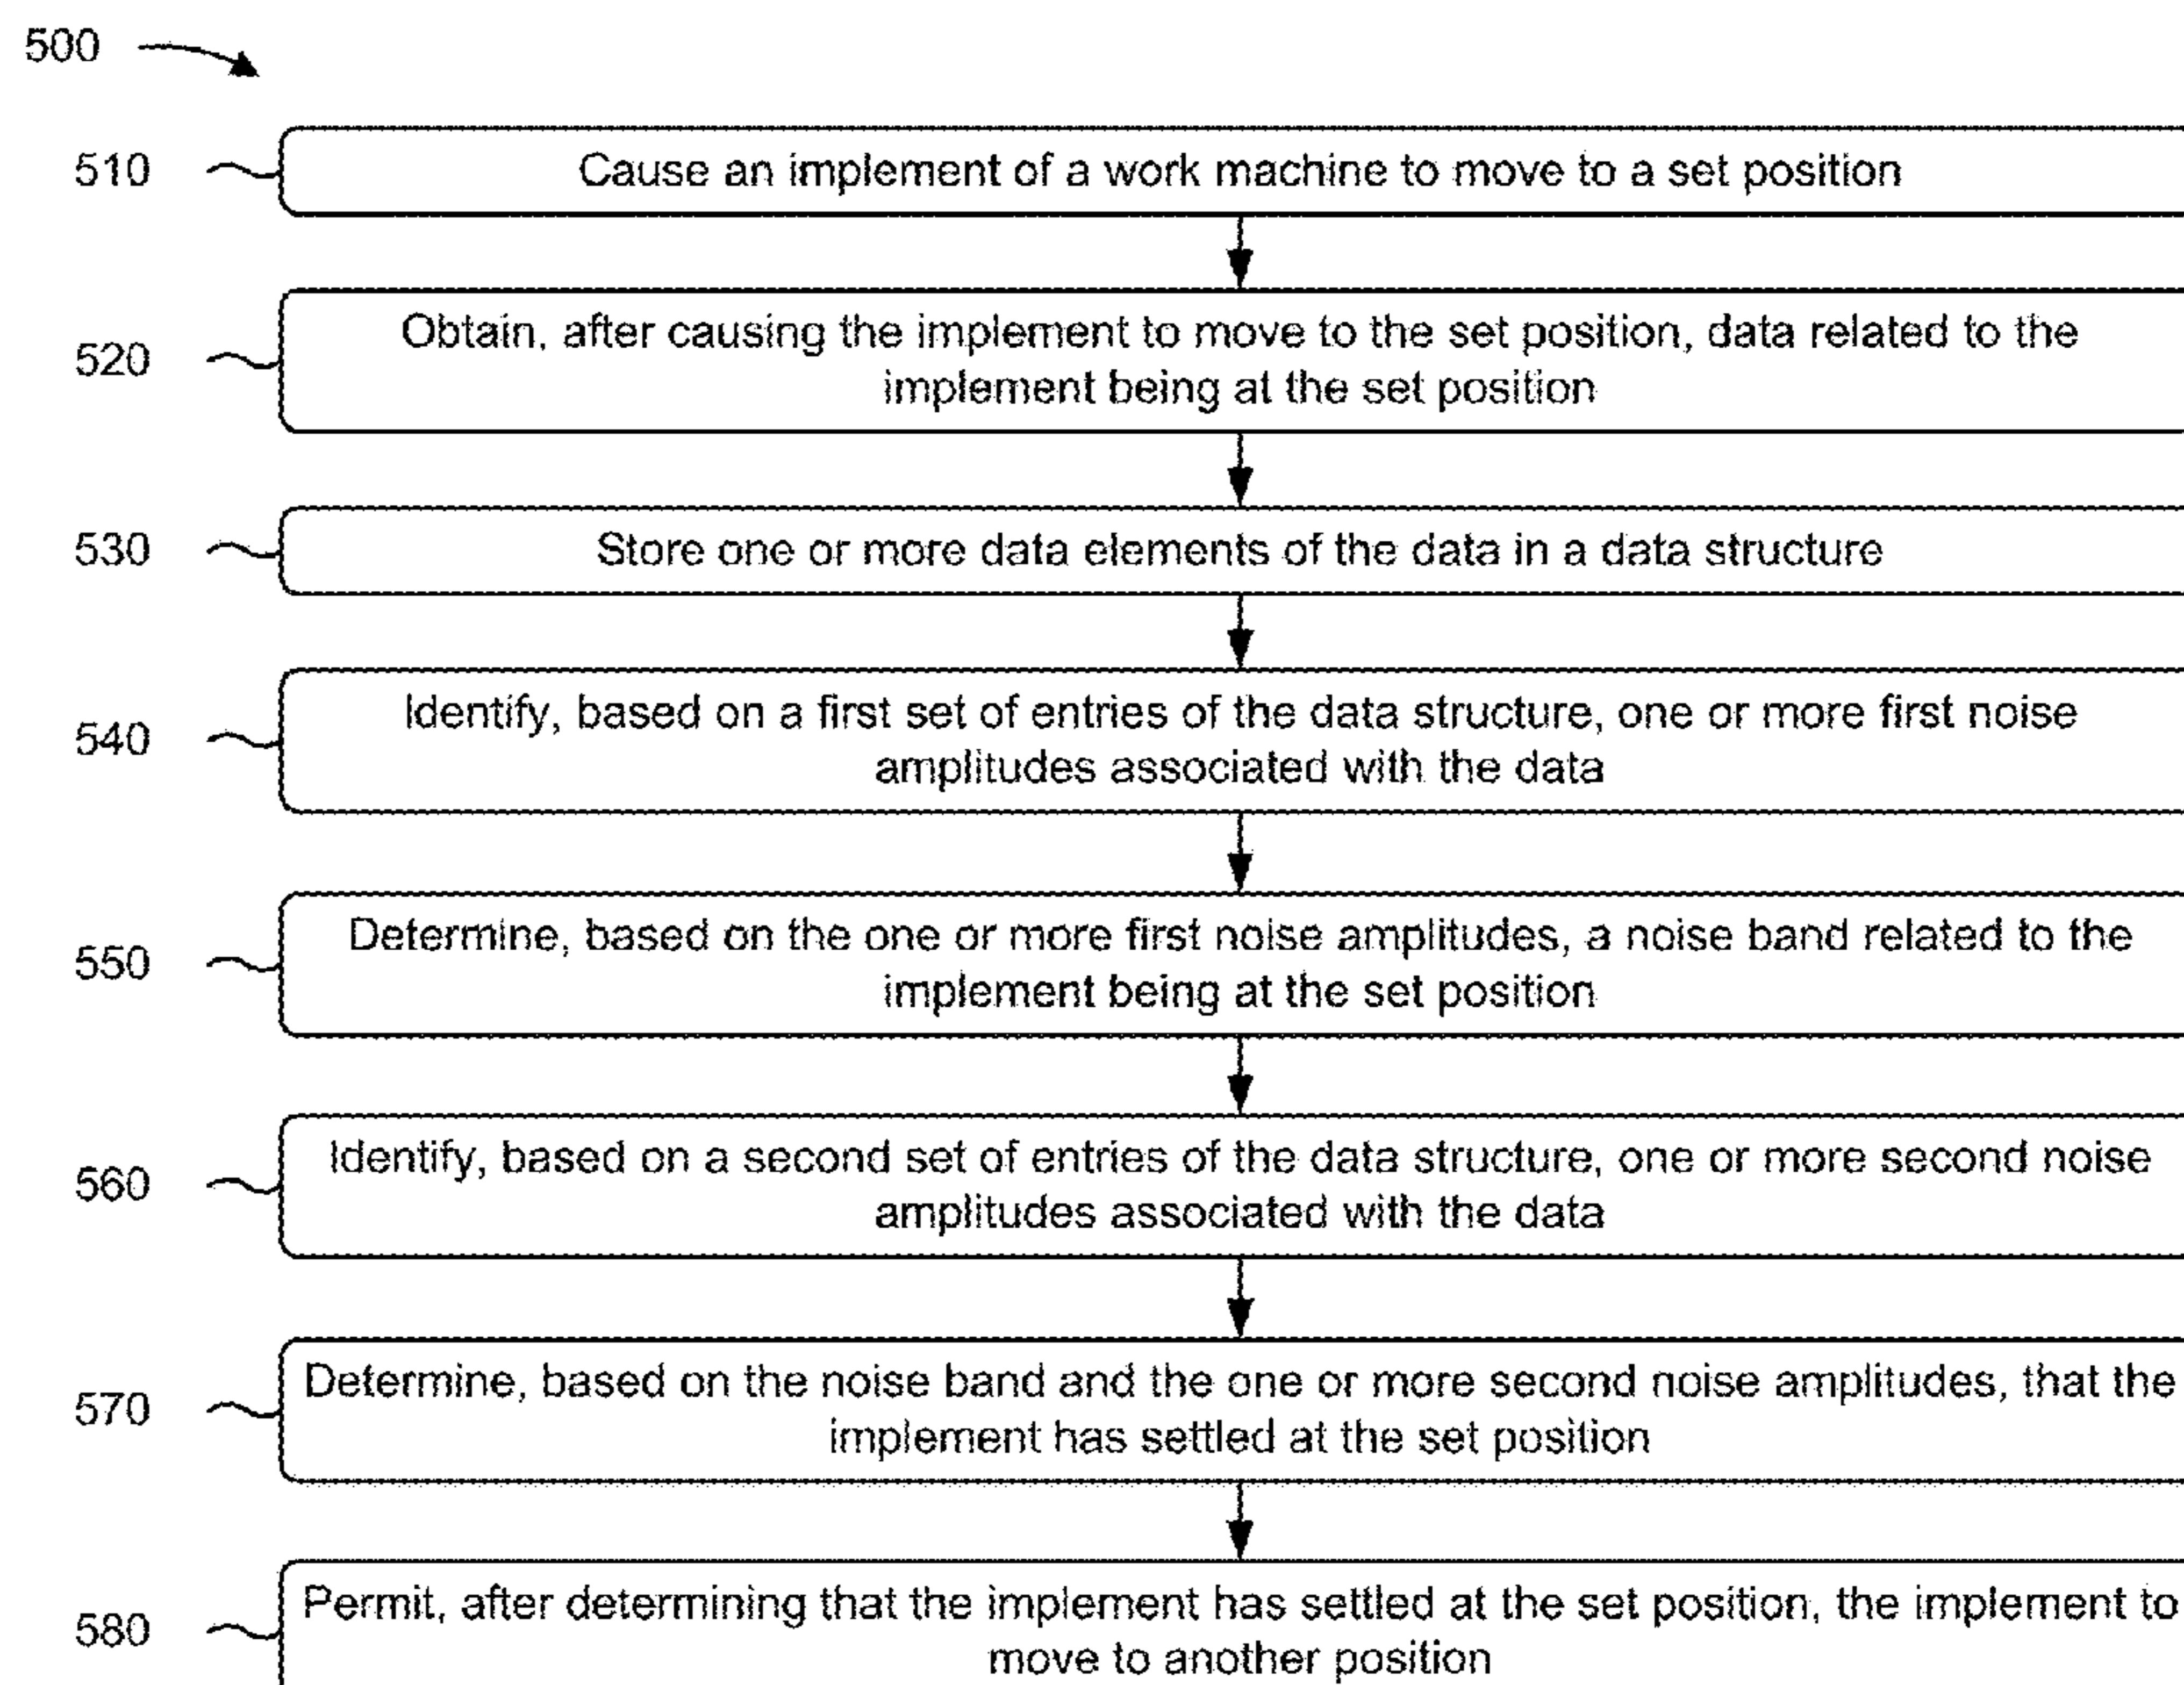 500
510
Cause an implement of a work machine to move to a set position
520
Obtain, after causing the implement to move to the set position, data related to the
implement being at the set position
530
Store one or more data elements of the data in a data structure
540
Identify, based on a first set of entries of the data structure, one or more first noise
amplitudes associated with the data
550
Determine, based on the one or more first noise amplitudes, a noise band related to the
implement being at the set position
560
Identify, based on a second set of entries of the data structure, one or more second noise
amplitudes associated with the data
570
Determine, based on the noise band and the one or more second noise amplitudes, that the
implement has settled at the set position
580
Permit, after determining that the implement has settled at the set position, the implement to
move to another position